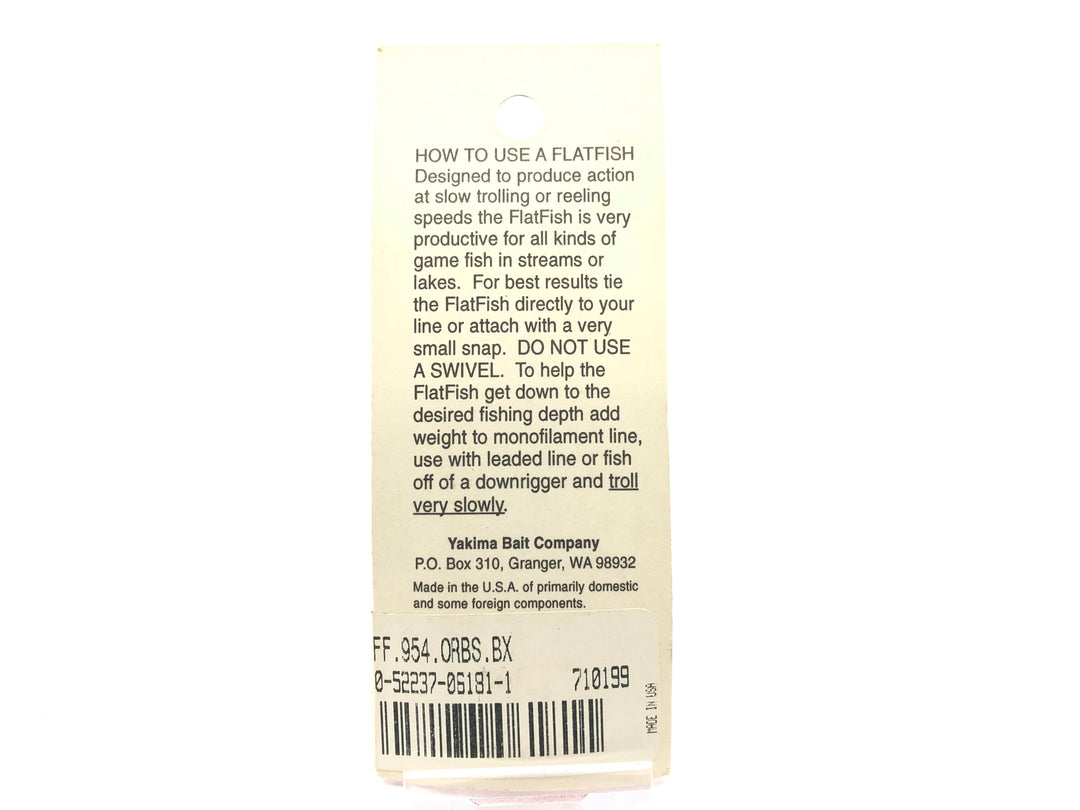 HOW TO USE A FLATFISH
Designed to produce action
at slow trolling or reeling
speeds the FlatFish is very
productive for all kinds of
game fish in streams or
lakes.  For best results tie
the FlatFish directly to your
line or attach with a very
small snap.  DO NOT USE
A SWIVEL.  To help the
FlatFish get down to the
desired fishing depth add
weight to monofilament line,
use with leaded line or fish
off of a downrigger and troll
very slowly.
Yakima Bait Company
P.O. Box 310, Granger, WA 98932
Made in the U.S.A. of primarily domestic
and some foreign components.
FF.954.ORBS.BX
0-52237-06181-1 710199
MADE IN USA